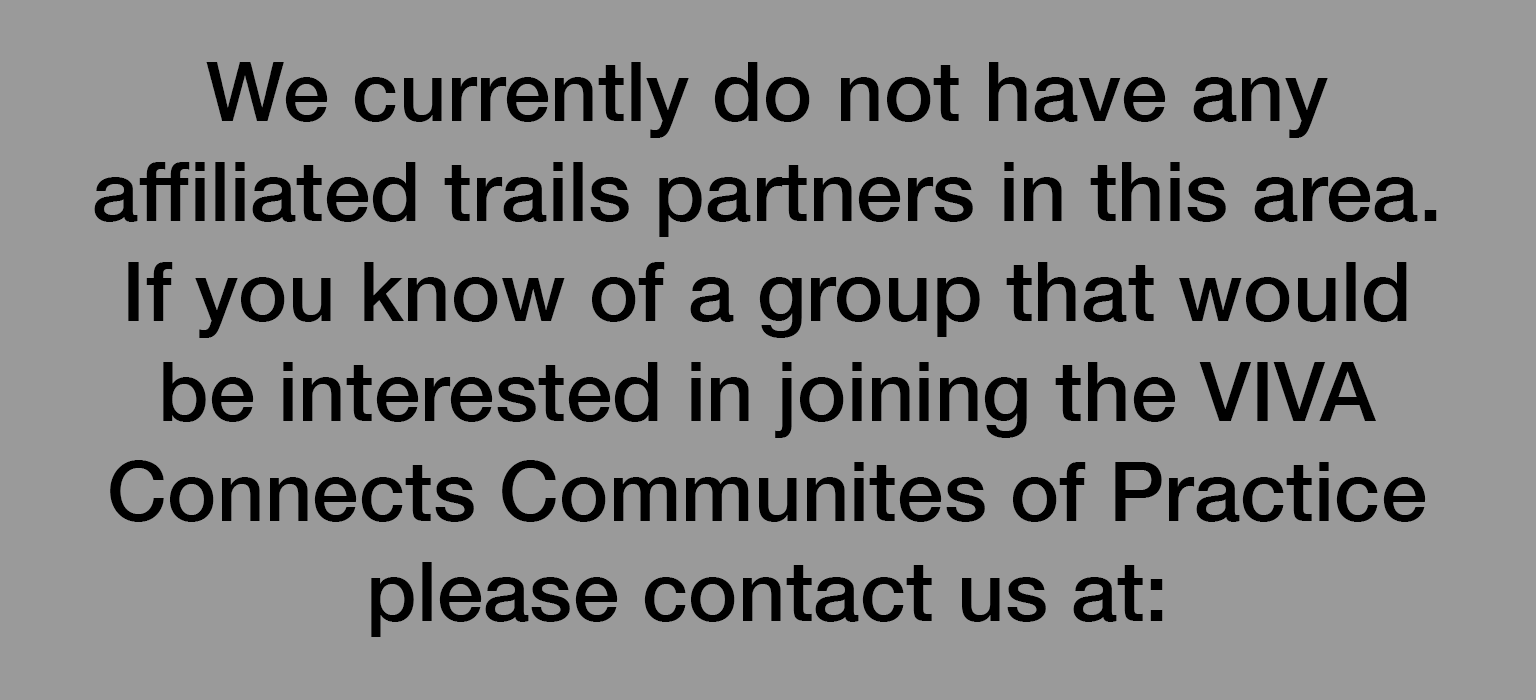 We currently do not have any
affiliated trails partners in this area.
If you know of a group that would
be interested in joining the VIVA
Connects Communites of Practice
please contact us at: